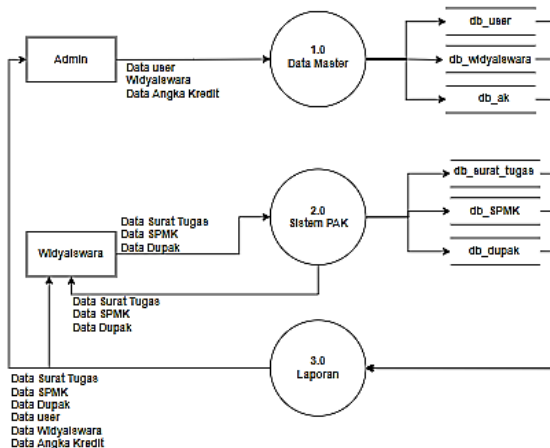 Admin
Data user
Widyaiswara
Data Angka Kredit
1.0
Data Master
db_user
db_widyaiswara
db_ak
Widyaiswara
Data Surat Tugas
Data SPMK
Data Dupak
2.0
Sistem PAK
db_surat_tugas
db_SPMK
db_dupak
Data Surat Tugas
Data SPMK
Data Dupak
3.0
Laporan
Data Surat Tugas
Data SPMK
Data Dupak
Data user
Data Widyaiswara
Data Angka Kredit